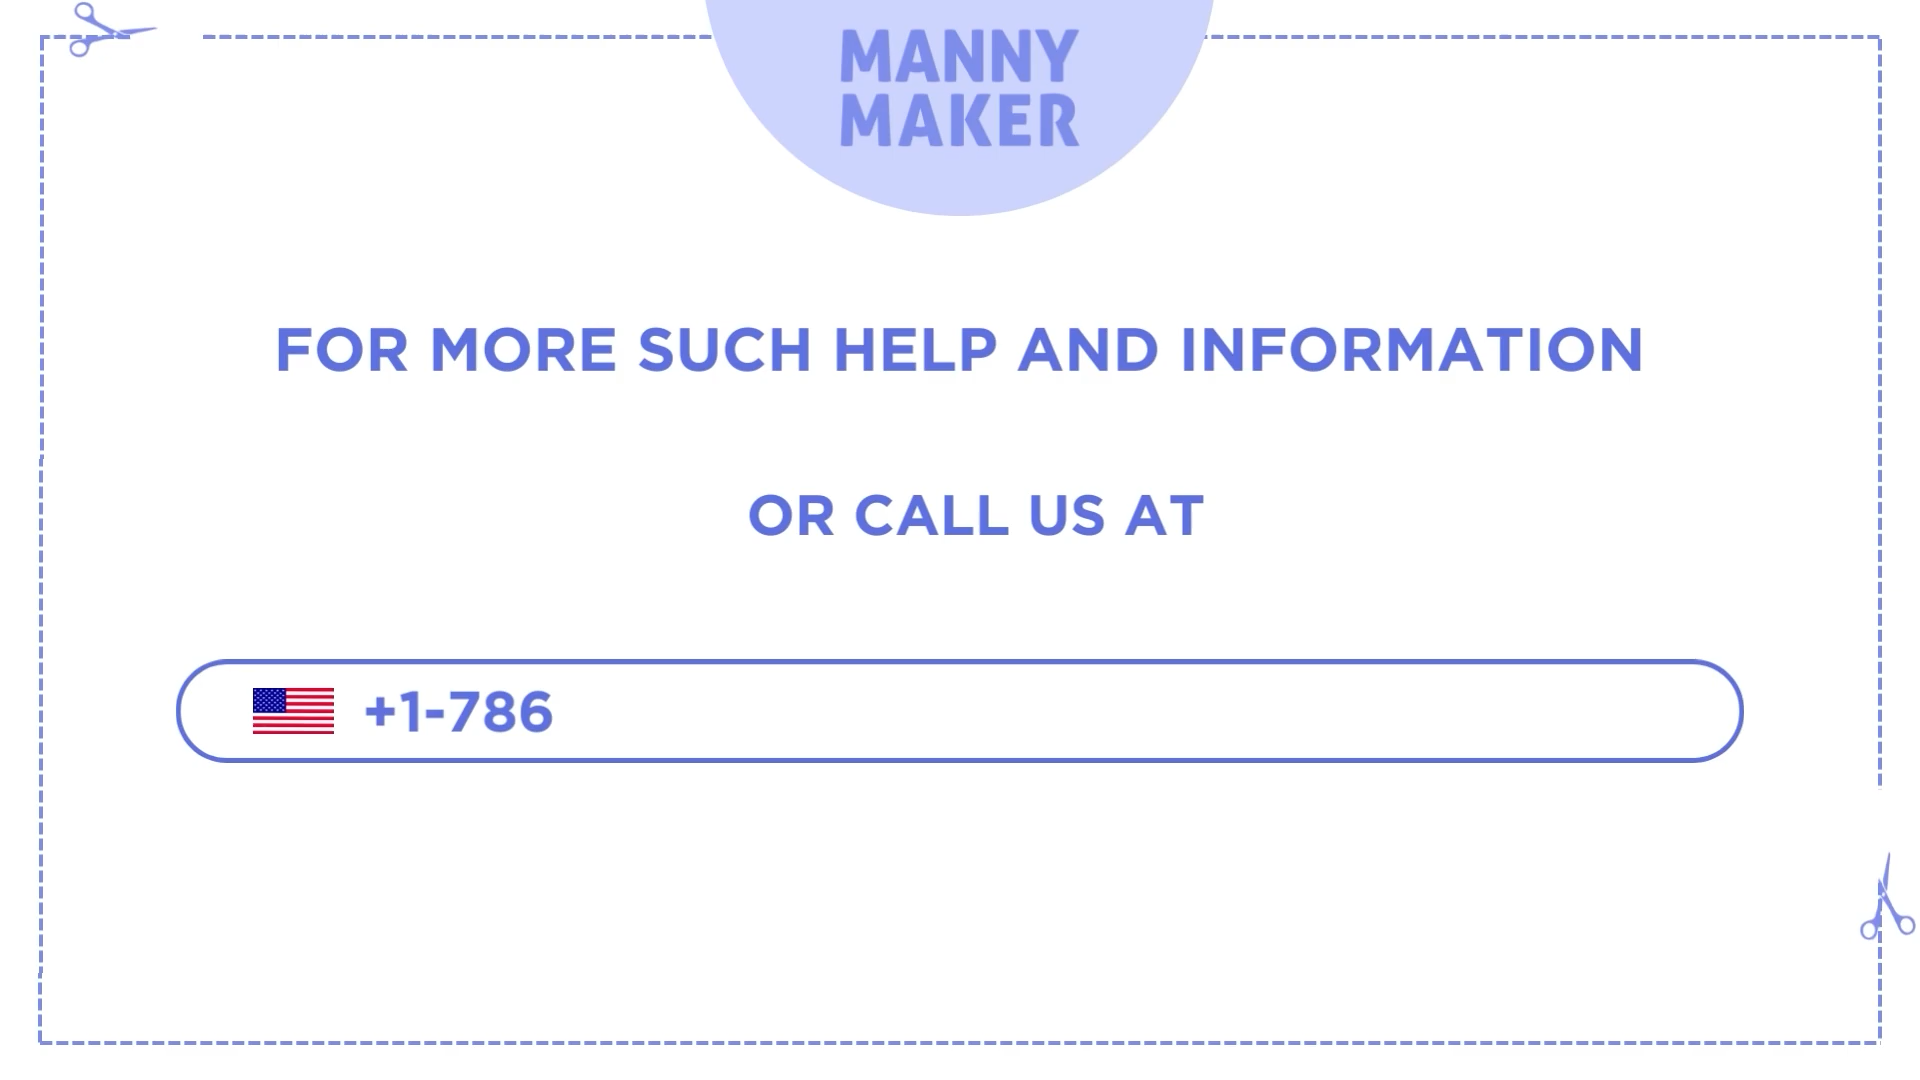 MANNY
MAKER
FOR MORE SUCH HELP AND INFORMATION
OR CALL US AT
+1-786